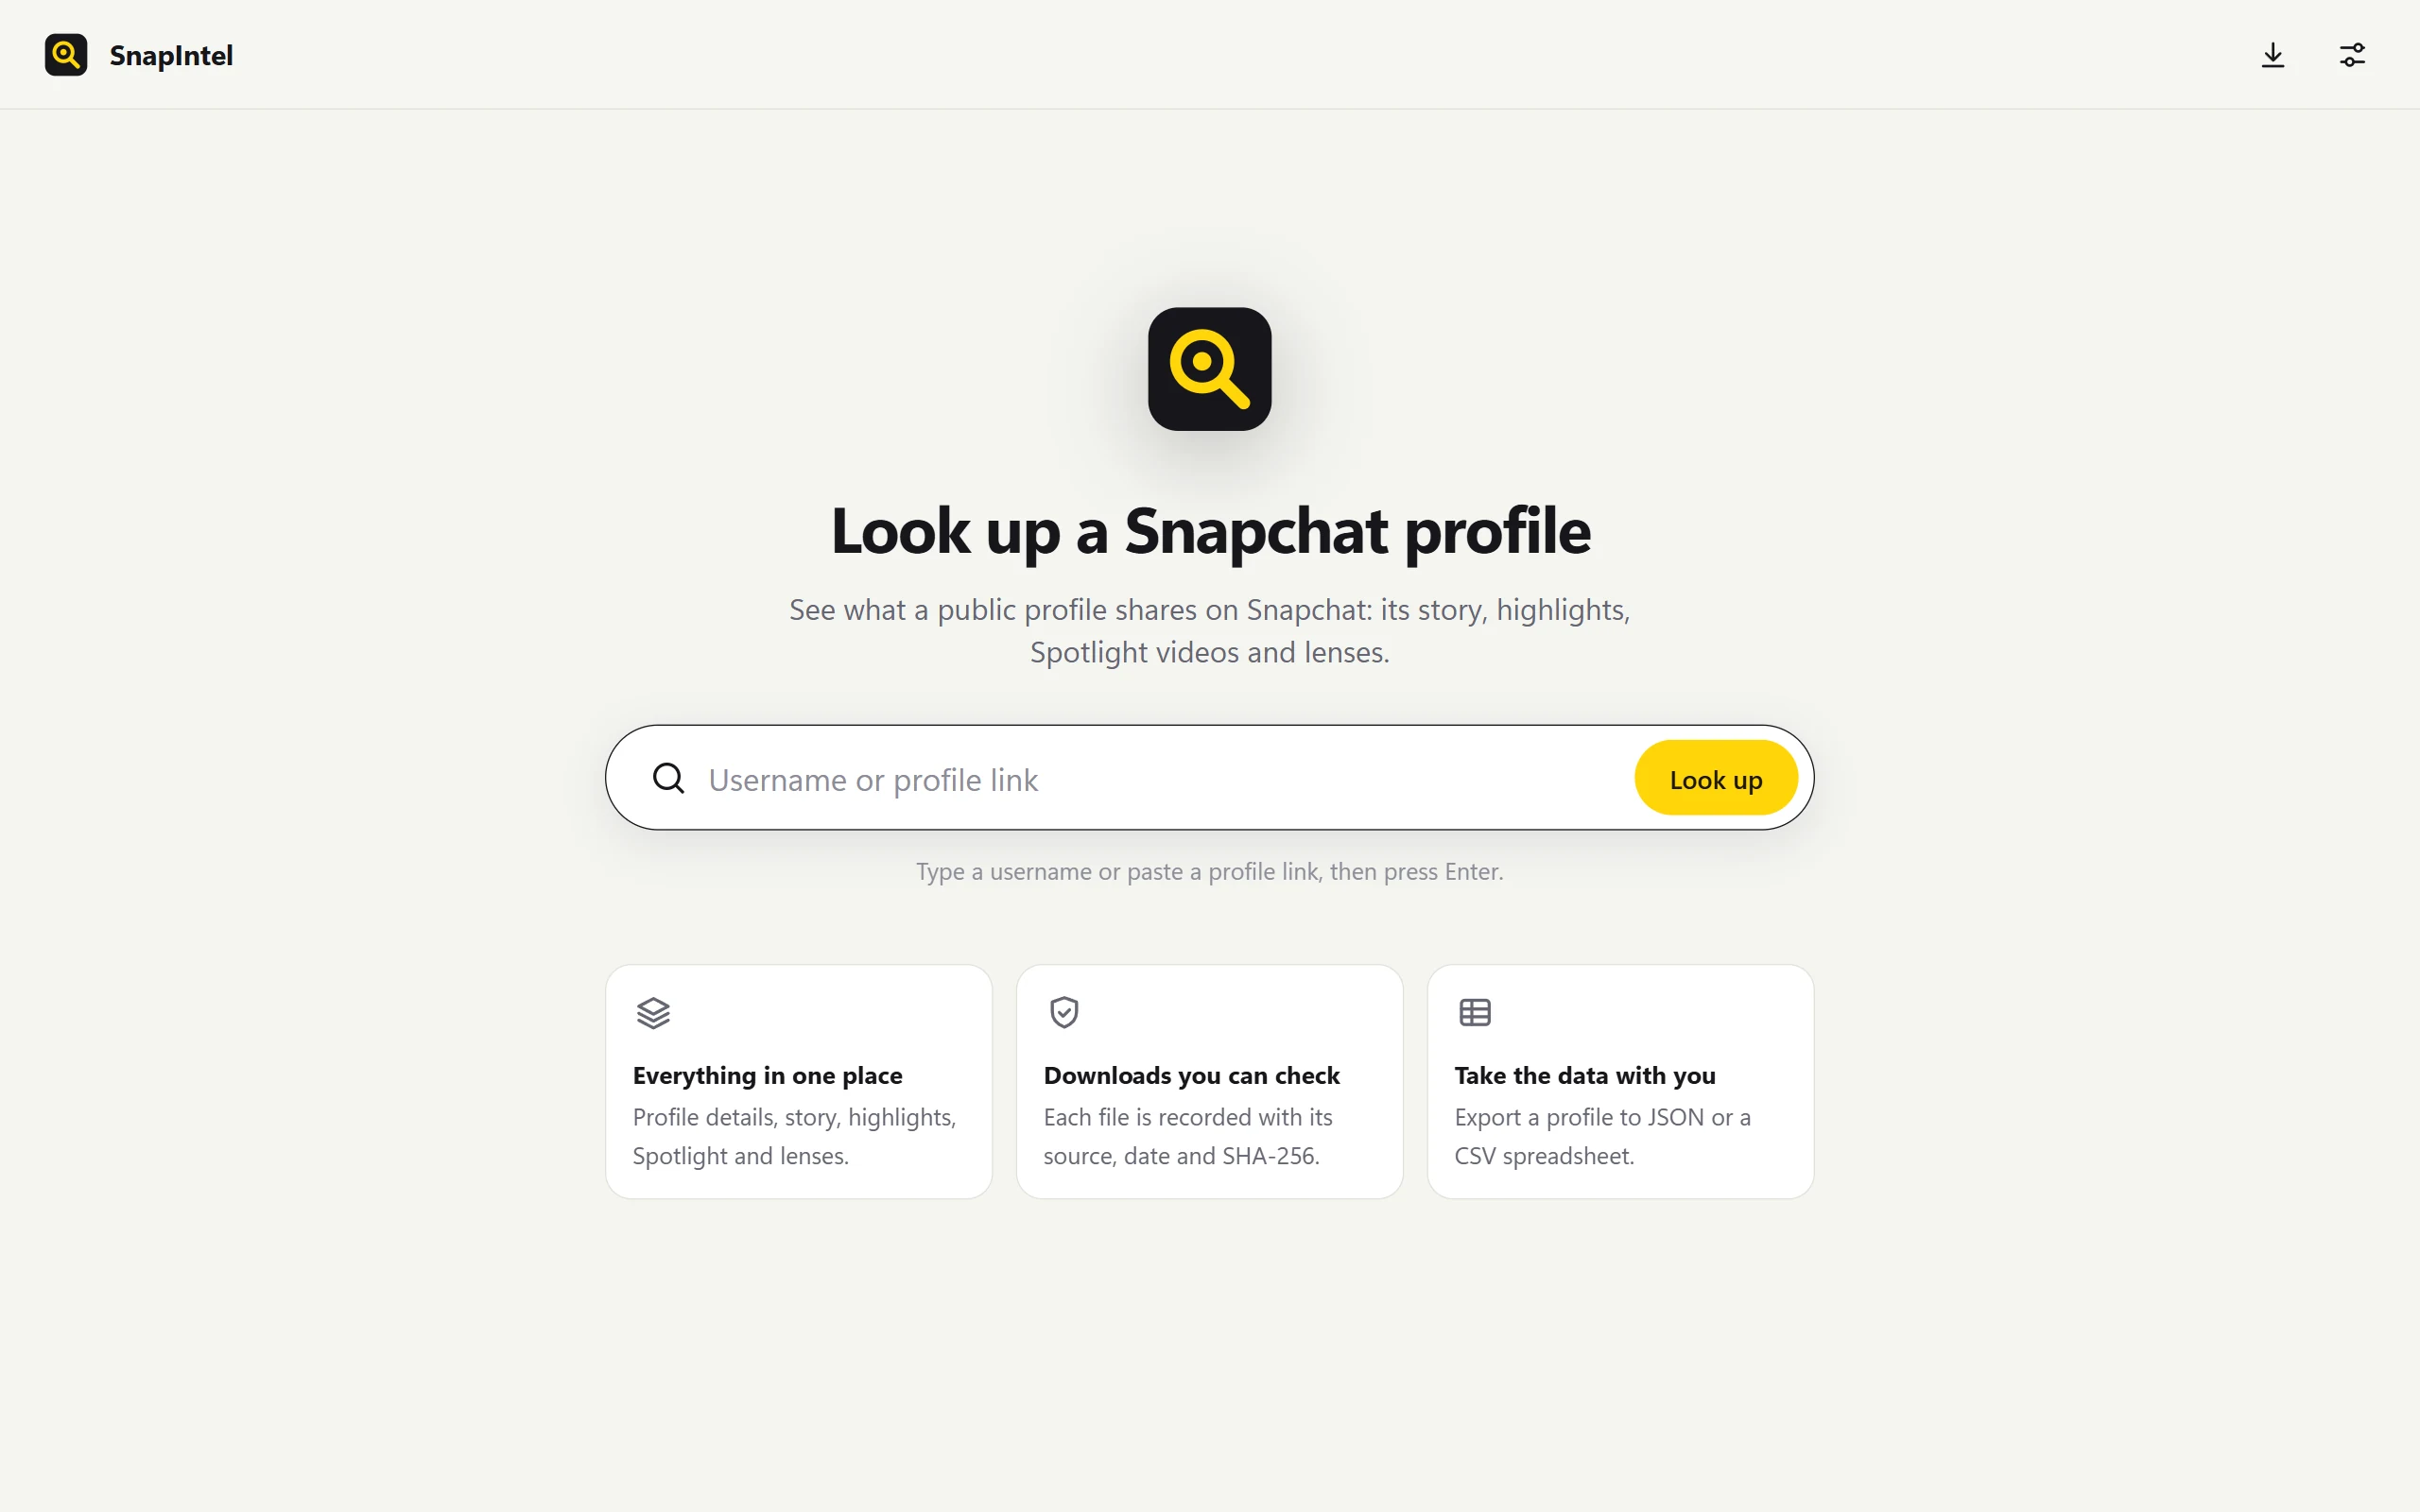 SnapIntel
Look up a Snapchat profile
See what a public profile shares on Snapchat: its story, highlights,
Spotlight videos and lenses.
Username or profile link
Look up
Type a username or paste a profile link, then press Enter.
Everything in one place
Profile details, story, highlights,
Spotlight and lenses.
Downloads you can check
Each file is recorded with its
source, date and SHA-256.
Take the data with you
Export a profile to JSON or a
CSV spreadsheet.